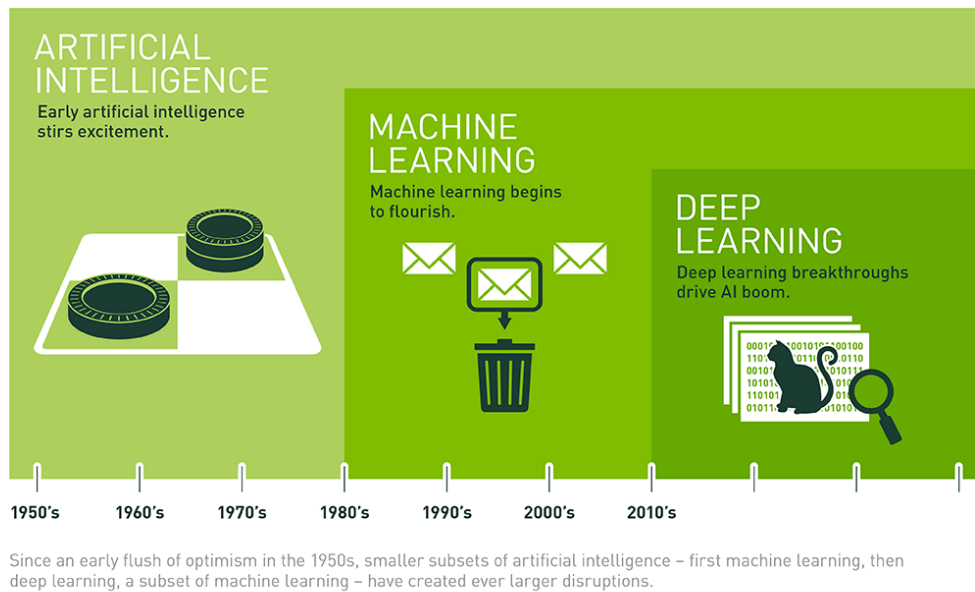 ARTIFICIAL
INTELLIGENCE
Early artificial intelligence
stirs excitement.
MACHINE
LEARNING
Machine learning begins
to flourish.
DEEP
LEARNING
Deep learning breakthroughs
drive AI boom.
1950's 1960's 1970's 1980's 1990's 2000's 2010's
Since an early flush of optimism in the 1950s, smaller subsets of artificial intelligence – first machine learning, then
deep learning, a subset of machine learning – have created ever larger disruptions.